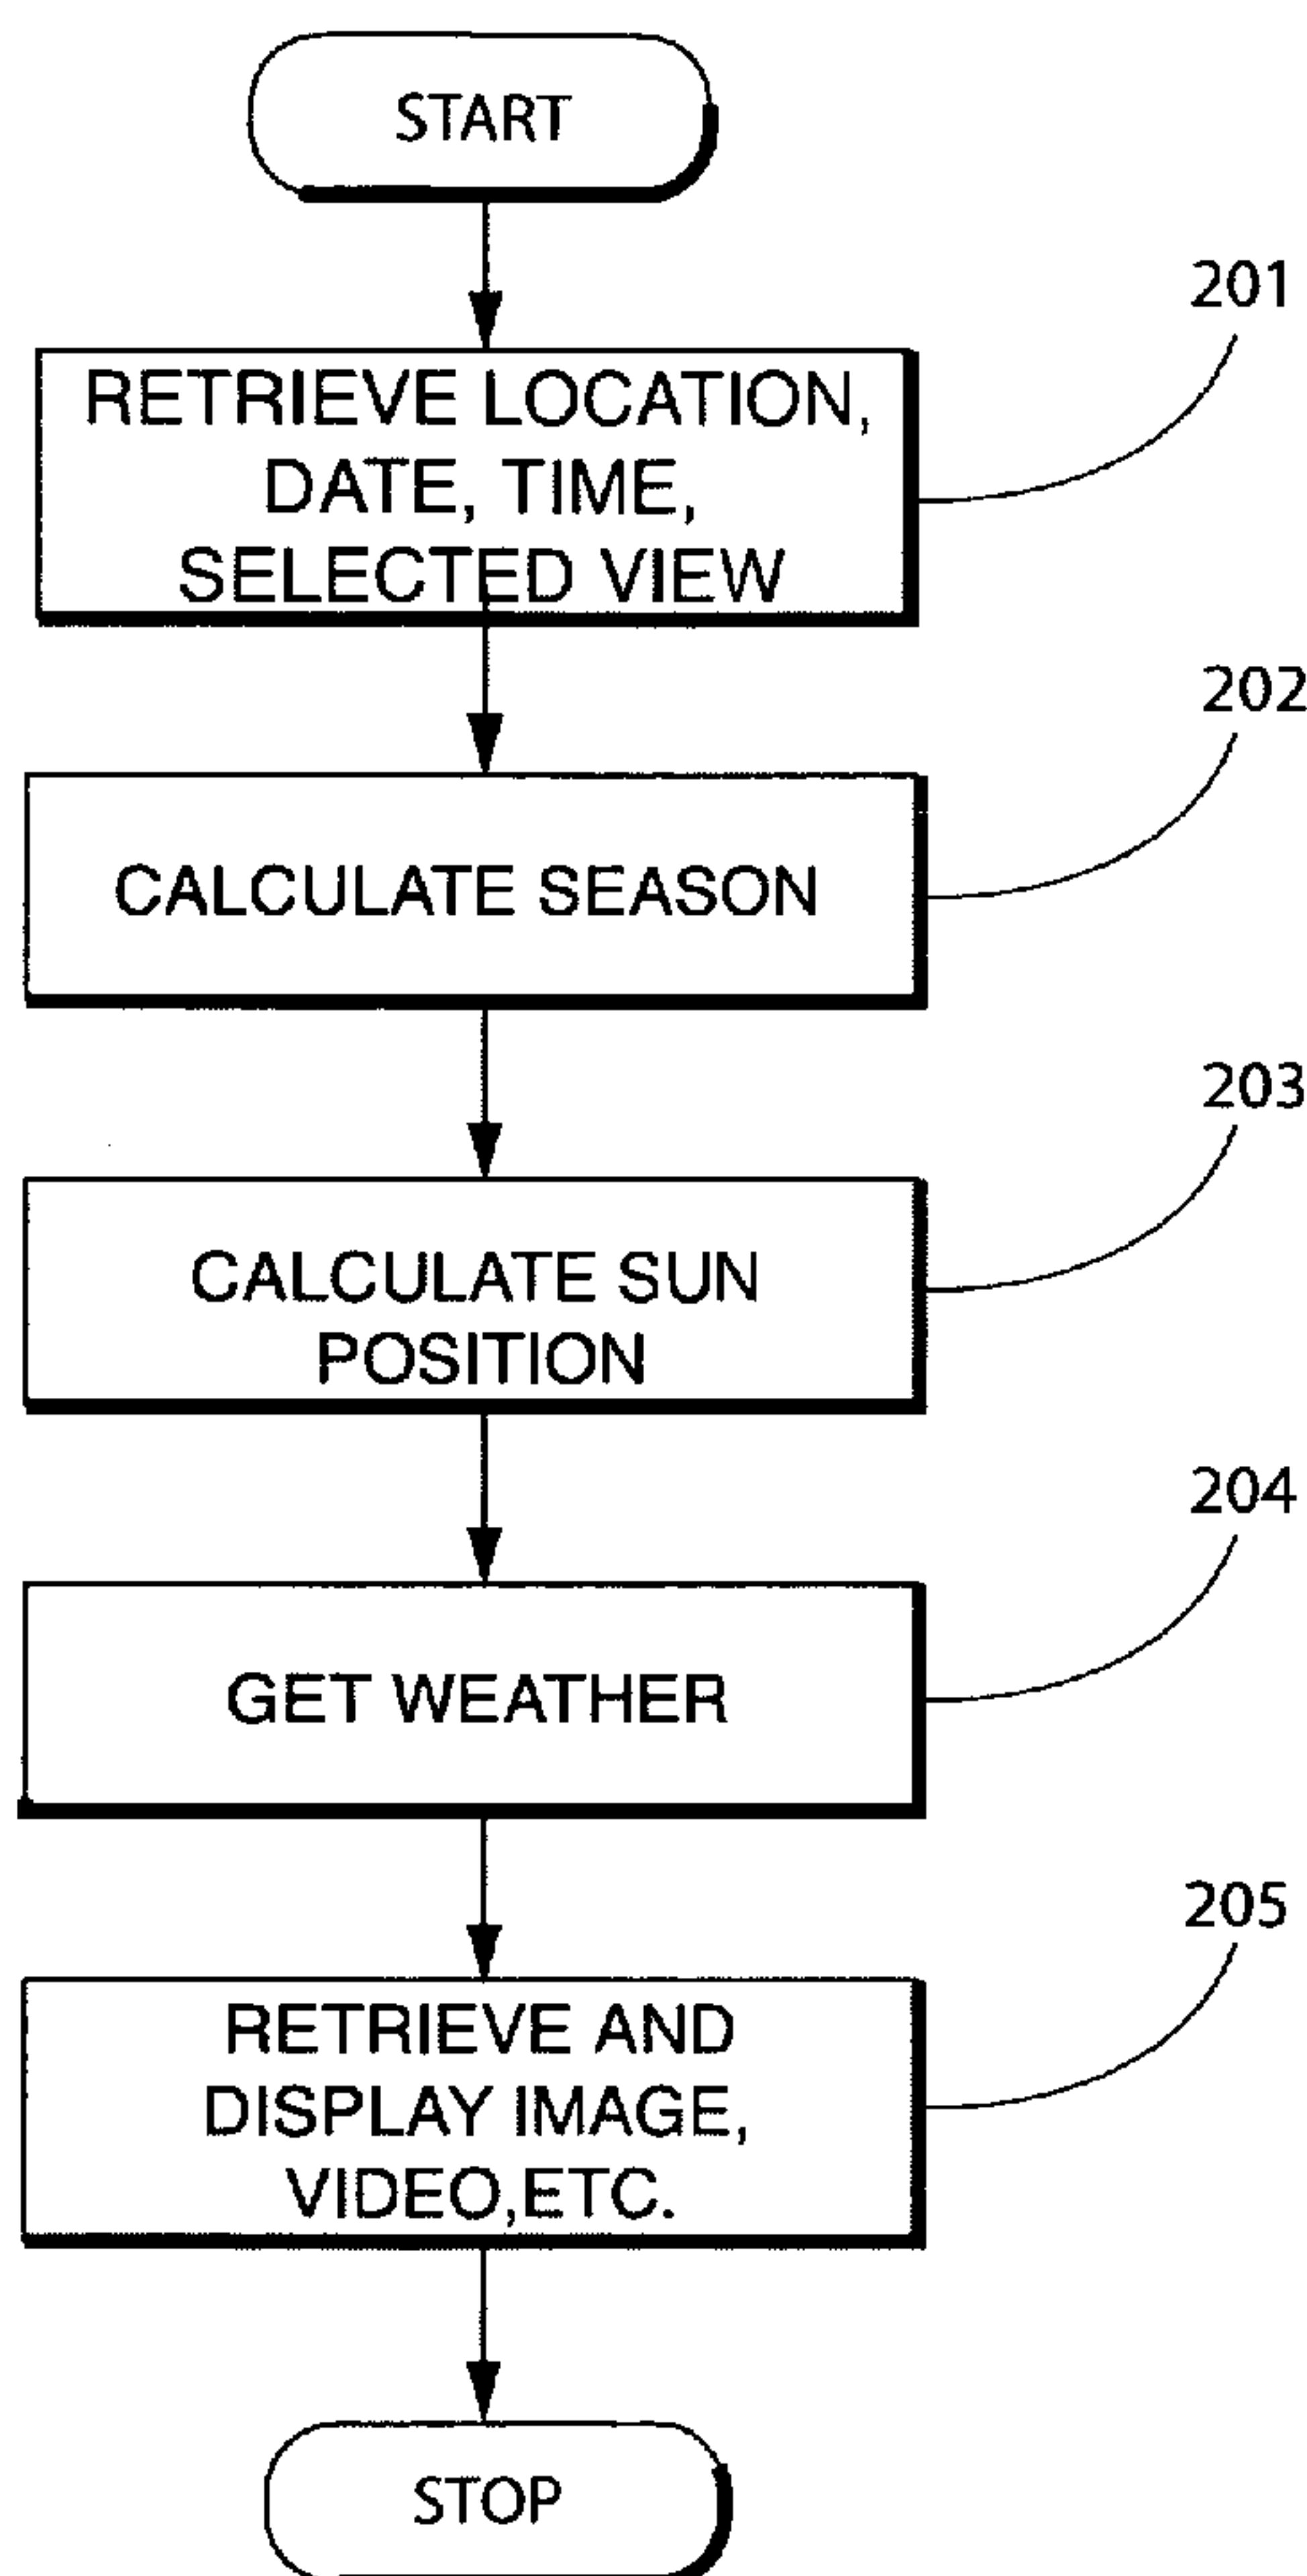 START
201
RETRIEVE LOCATION,
DATE, TIME,
SELECTED VIEW
202
CALCULATE SEASON
203
CALCULATE SUN
POSITION
204
GET WEATHER
205
RETRIEVE AND
DISPLAY IMAGE,
VIDEO,ETC.
STOP